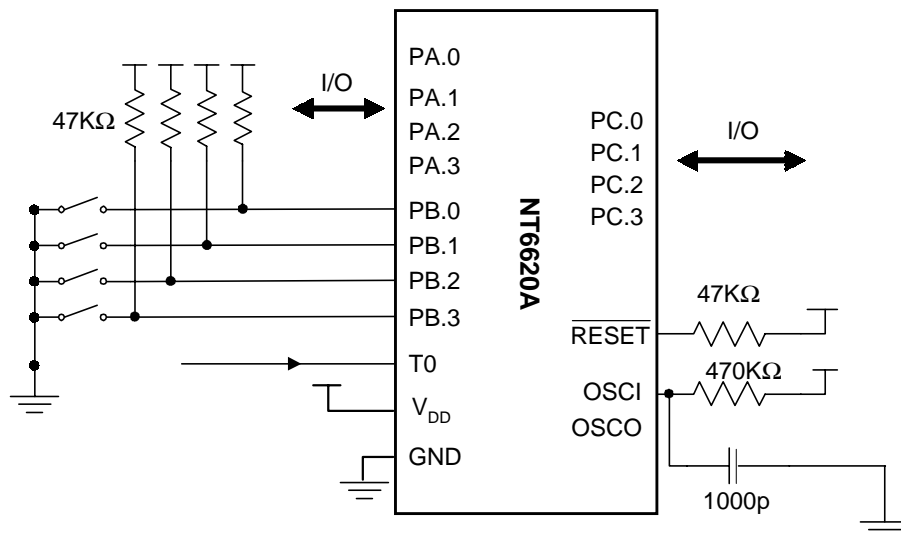 PA.0
PA.1
PA.2
PA.3
PB.0
PB.1
PB.2
PB.3
T0
VDD
GND
I/O
47KΩ
NT6620A
PC.0
PC.1
PC.2
PC.3
I/O
RESET
47KΩ
OSCI
470KΩ
OSCO
1000p